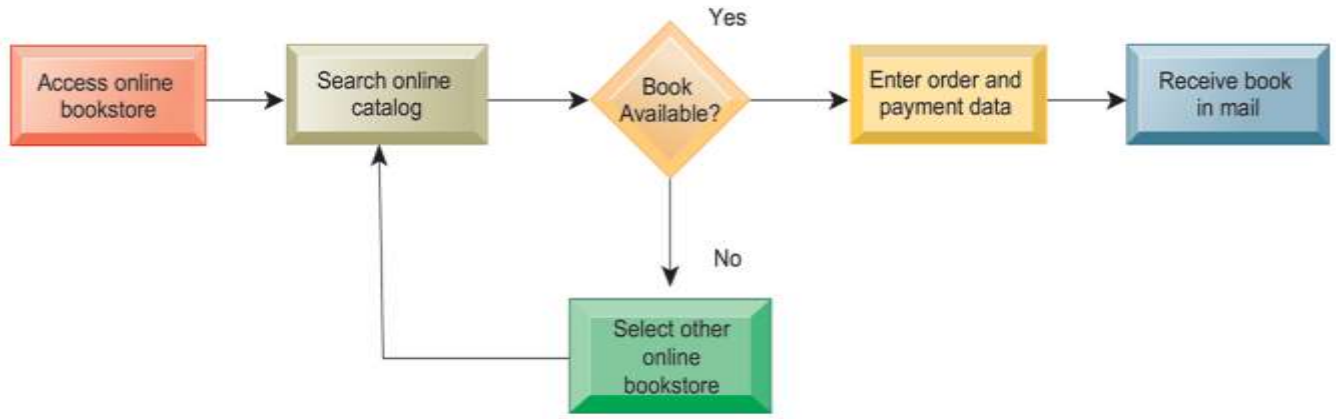 Access online
bookstore
Search online
catalog
Book
Available?
Yes
Enter order and
payment data
Receive book
in mail
No
Select other
online
bookstore